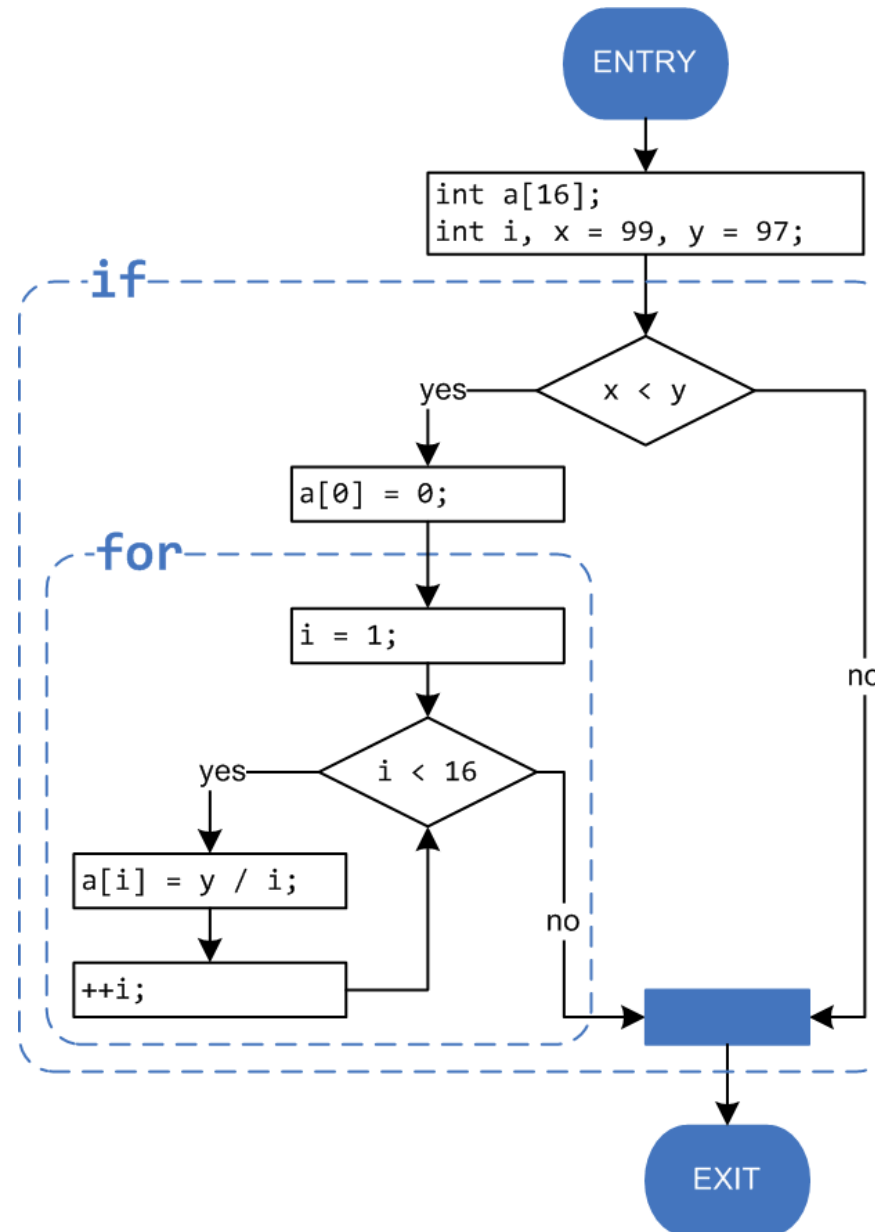 ENTRY
int a[16];
int i, x = 99, y = 97;
if
x < y
yes
a[0] = 0;
for
i = 1;
no
i < 16
yes
a[i] = y / i;
no
++i;
EXIT